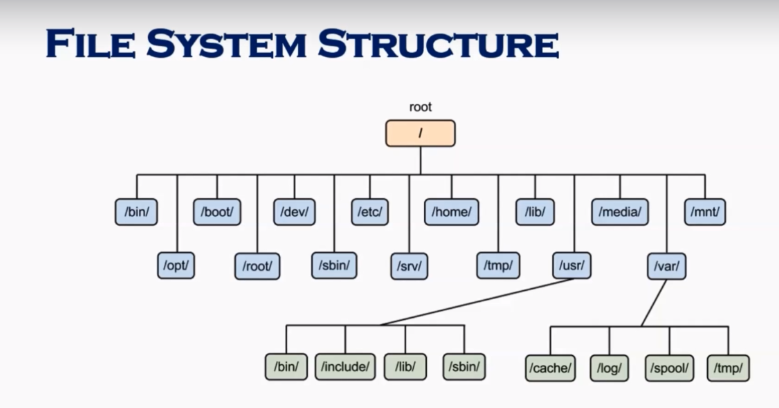 FILE SYSTEM STRUCTURE
root
/
/bin/ /boot/ /dev/ /etc/ /home/ /lib/ /media/ /mnt/
/opt/ /root/ /sbin/ /srv/ /tmp/ /usr/ /var/
/bin/ /include/ /lib/ /sbin/ /cache/ /log/ /spool/ /tmp/